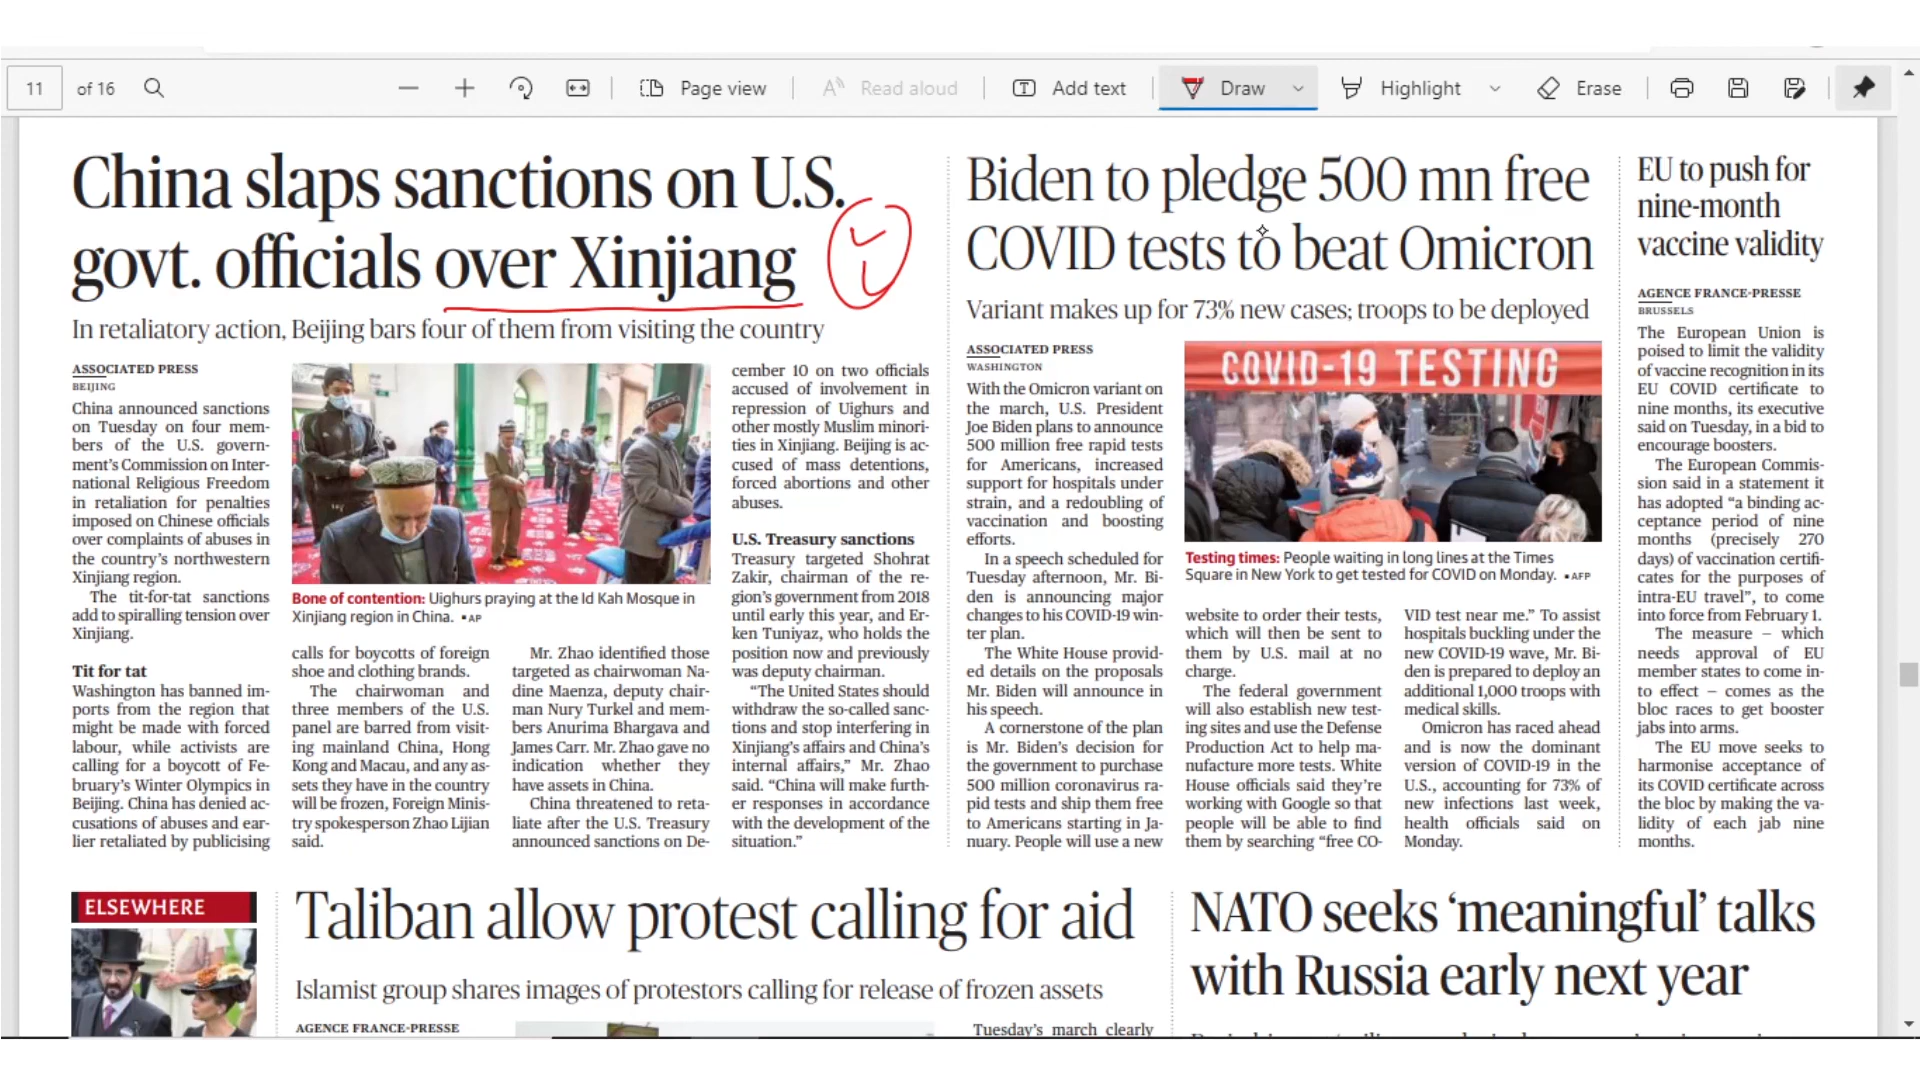 11 of 16 Page view Read aloud Add text Draw Highlight Erase
China slaps sanctions on U.S.
govt. officials over Xinjiang
In retaliatory action, Beijing bars four of them from visiting the country
ASSOCIATED PRESS
BEIJING
China announced sanctions
on Tuesday on four mem-
bers of the U.S. govern-
ment's Commission on Inter-
national Religious Freedom
in retaliation for penalties
imposed on Chinese officials
over complaints of abuses in
the country's northwestern
Xinjiang region.
The tit-for-tat sanctions
add to spiralling tension over
Xinjiang.
Tit for tat
Washington has banned im-
ports from the region that
might be made with forced
labour, while activists are
calling for a boycott of Fe-
bruary's Winter Olympics in
Beijing. China has denied ac-
cusations of abuses and ear-
lier retaliated by publicising
Bone of contention: Uighurs praying at the Id Kah Mosque in
Xinjiang region in China. ▪AP
calls for boycotts of foreign
shoe and clothing brands.
The chairwoman and
three members of the U.S.
panel are barred from visit-
ing mainland China, Hong
Kong and Macau, and any as-
sets they have in the country
will be frozen, Foreign Minis-
try spokesperson Zhao Lijian
said.
Mr. Zhao identified those
targeted as chairwoman Na-
dine Maenza, deputy chair-
man Nury Turkel and mem-
bers Anurima Bhargava and
James Carr. Mr. Zhao gave no
indication whether they
have assets in China.
China threatened to reta-
liate after the U.S. Treasury
announced sanctions on De-
cember 10 on two officials
accused of involvement in
repression of Uighurs and
other mostly Muslim minori-
ties in Xinjiang. Beijing is ac-
cused of mass detentions,
forced abortions and other
abuses.
U.S. Treasury sanctions
Treasury targeted Shohrat
Zakir, chairman of the re-
gion's government from 2018
until early this year, and Er-
ken Tuniyaz, who holds the
position now and previously
was deputy chairman.
"The United States should
withdraw the so-called sanc-
tions and stop interfering in
Xinjiang's affairs and China's
internal affairs," Mr. Zhao
said. "China will make furth-
er responses in accordance
with the development of the
situation."
Biden to pledge 500 mn free
COVID tests to beat Omicron
Variant makes up for 73% new cases; troops to be deployed
ASSOCIATED PRESS
WASHINGTON
With the Omicron variant on
the march, U.S. President
Joe Biden plans to announce
500 million free rapid tests
for Americans, increased
support for hospitals under
strain, and a redoubling of
vaccination and boosting
efforts.
In a speech scheduled for
Tuesday afternoon, Mr. Bi-
den is announcing major
changes to his COVID-19 win-
ter plan.
The White House provid-
ed details on the proposals
Mr. Biden will announce in
his speech.
A cornerstone of the plan
is Mr. Biden's decision for
the government to purchase
500 million coronavirus ra-
pid tests and ship them free
to Americans starting in Ja-
nuary. People will use a new
COVID-19 TESTING
Testing times: People waiting in long lines at the Times
Square in New York to get tested for COVID on Monday. ▪AFP
website to order their tests,
which will then be sent to
them by U.S. mail at no
charge.
The federal government
will also establish new test-
ing sites and use the Defense
Production Act to help ma-
nufacture more tests. White
House officials said they're
working with Google so that
people will be able to find
them by searching "free CO-
VID test near me." To assist
hospitals buckling under the
new COVID-19 wave, Mr. Bi-
den is prepared to deploy an
additional 1,000 troops with
medical skills.
Omicron has raced ahead
and is now the dominant
version of COVID-19 in the
U.S., accounting for 73% of
new infections last week,
health officials said on
Monday.
EU to push for
nine-month
vaccine validity
AGENCE FRANCE-PRESSE
BRUSSELS
The European Union is
poised to limit the validity
of vaccine recognition in its
EU COVID certificate to
nine months, its executive
said on Tuesday, in a bid to
encourage boosters.
The European Commis-
sion said in a statement it
has adopted "a binding ac-
ceptance period of nine
months (precisely 270
days) of vaccination certifi-
cates for the purposes of
intra-EU travel", to come
into force from February 1.
The measure – which
needs approval of EU
member states to come in-
to effect – comes as the
bloc races to get booster
jabs into arms.
The EU move seeks to
harmonise acceptance of
its COVID certificate across
the bloc by making the va-
lidity of each jab nine
months.
ELSEWHERE
Taliban allow protest calling for aid
Islamist group shares images of protestors calling for release of frozen assets
AGENCE FRANCE-PRESSE
Tuesday's march clearly
NATO seeks 'meaningful' talks
with Russia early next year